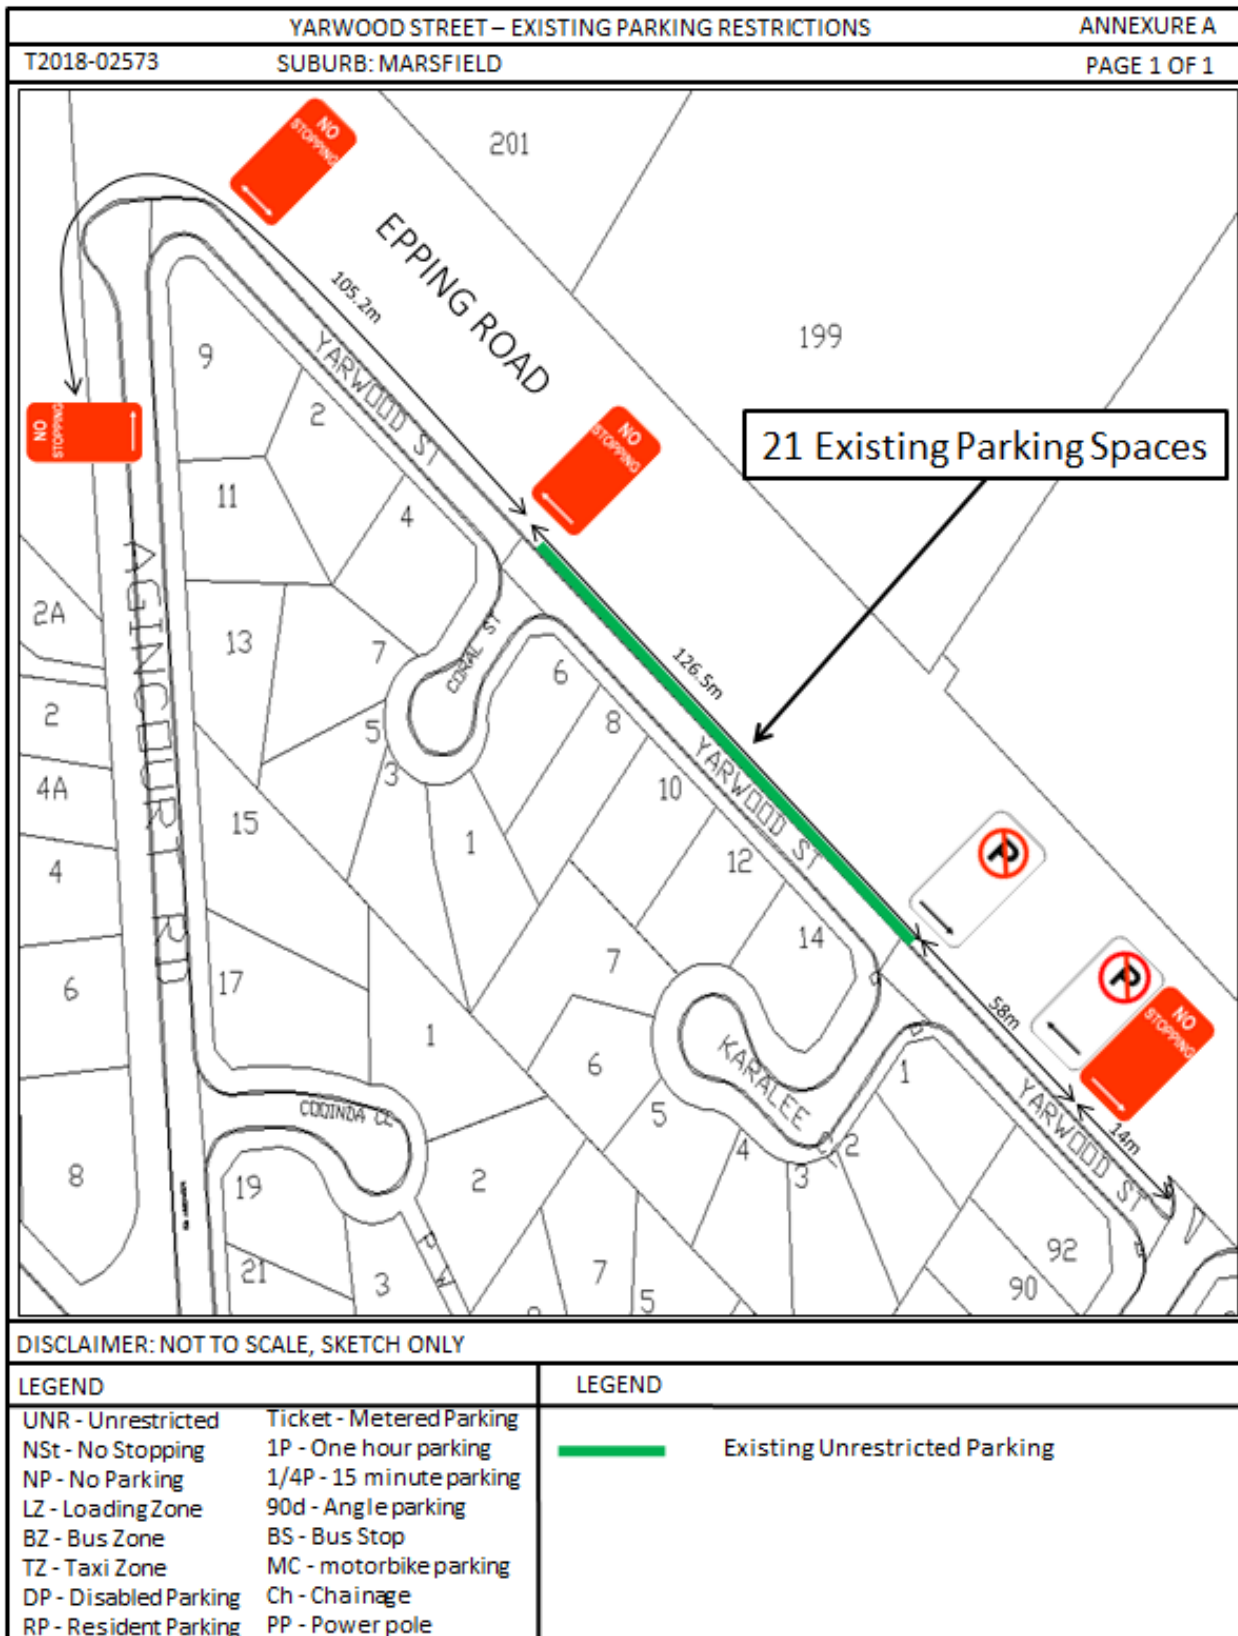 YARWOOD STREET – EXISTING PARKING RESTRICTIONS
ANNEXURE A
T2018-02573
SUBURB: MARSFIELD
PAGE 1 OF 1
NO
STOPPING
201
EPPING ROAD
105.2m
199
YARWOOD ST
9
2
NO
STOPPING
NO
STOPPING
21 Existing Parking Spaces
11
4
AGINCOURT RD
2A
13
7
CORAL ST
126.5m
6
2
5
8
3
4A
10
YARWOOD ST
15
1
12
4
14
7
6
17
58m
NO
STOPPING
1
KARALEE CL
1
6
COOINDA CL
5
YARWOOD ST
14m
4
2
3
8
19
2
P
W
92
21
3
7
5
90
DISCLAIMER: NOT TO SCALE, SKETCH ONLY
LEGEND
UNR - Unrestricted
NSt - No Stopping
NP - No Parking
LZ - Loading Zone
BZ - Bus Zone
TZ - Taxi Zone
DP - Disabled Parking
RP - Resident Parking
Ticket - Metered Parking
1P - One hour parking
1/4P - 15 minute parking
90d - Angle parking
BS - Bus Stop
MC - motorbike parking
Ch - Chainage
PP - Power pole
LEGEND
Existing Unrestricted Parking